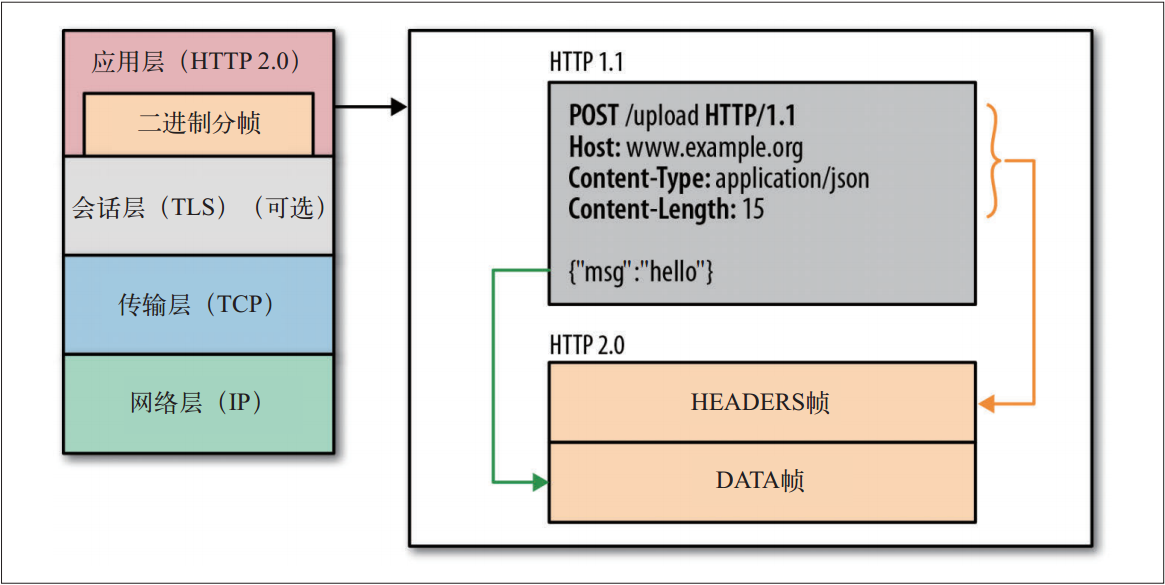 应用层（HTTP 2.0）
二进制分帧
会话层（TLS）（可选）
传输层（TCP）
网络层（IP）
HTTP 1.1
POST /upload HTTP/1.1
Host: www.example.org
Content-Type: application/json
Content-Length: 15
{"msg":"hello"}
HTTP 2.0
HEADERS帧
DATA帧